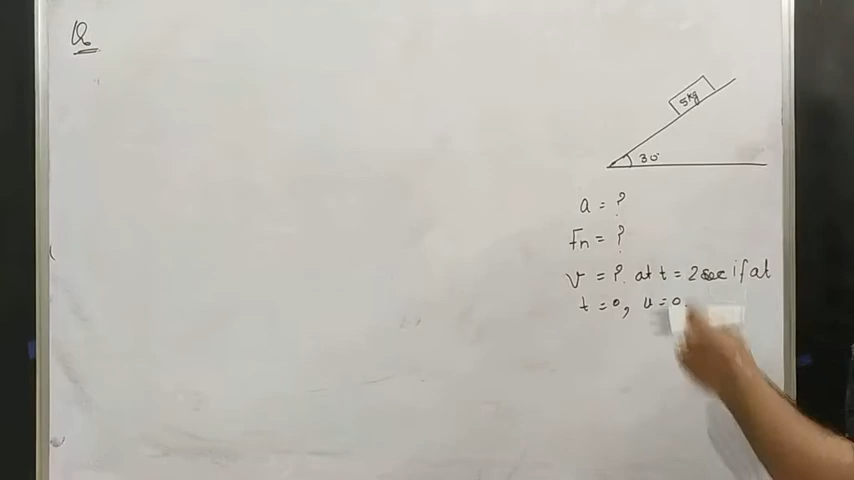 Q
5kg
30°
a = ?
Fn = ?
v = ? at t = 2sec if at
t = 0, u = 0.